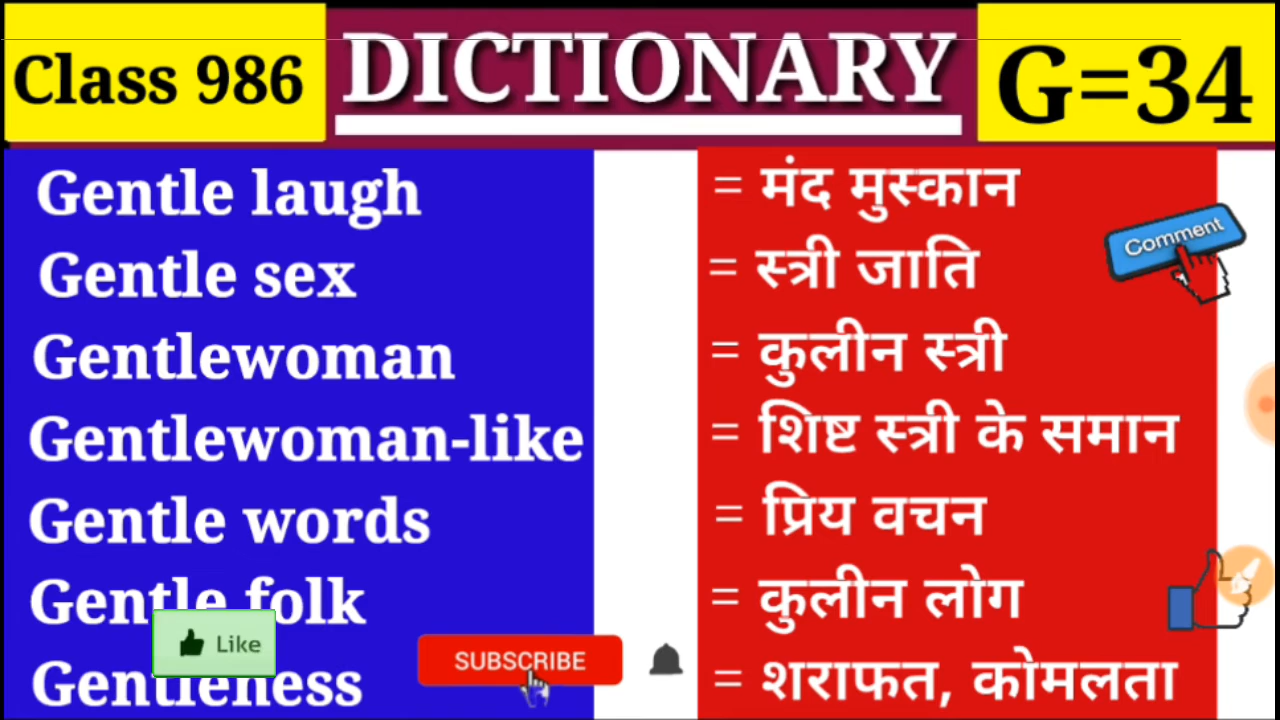 Class 986 DICTIONARY G=34
Gentle laugh = मंद मुस्कान
Comment
Gentle sex = स्त्री जाति
Gentlewoman = कुलीन स्त्री
Gentlewoman-like = शिष्ट स्त्री के समान
Gentle words = प्रिय वचन
Gentle folk = कुलीन लोग
Like
SUBSCRIBE
Gentleness = शराफत, कोमलता